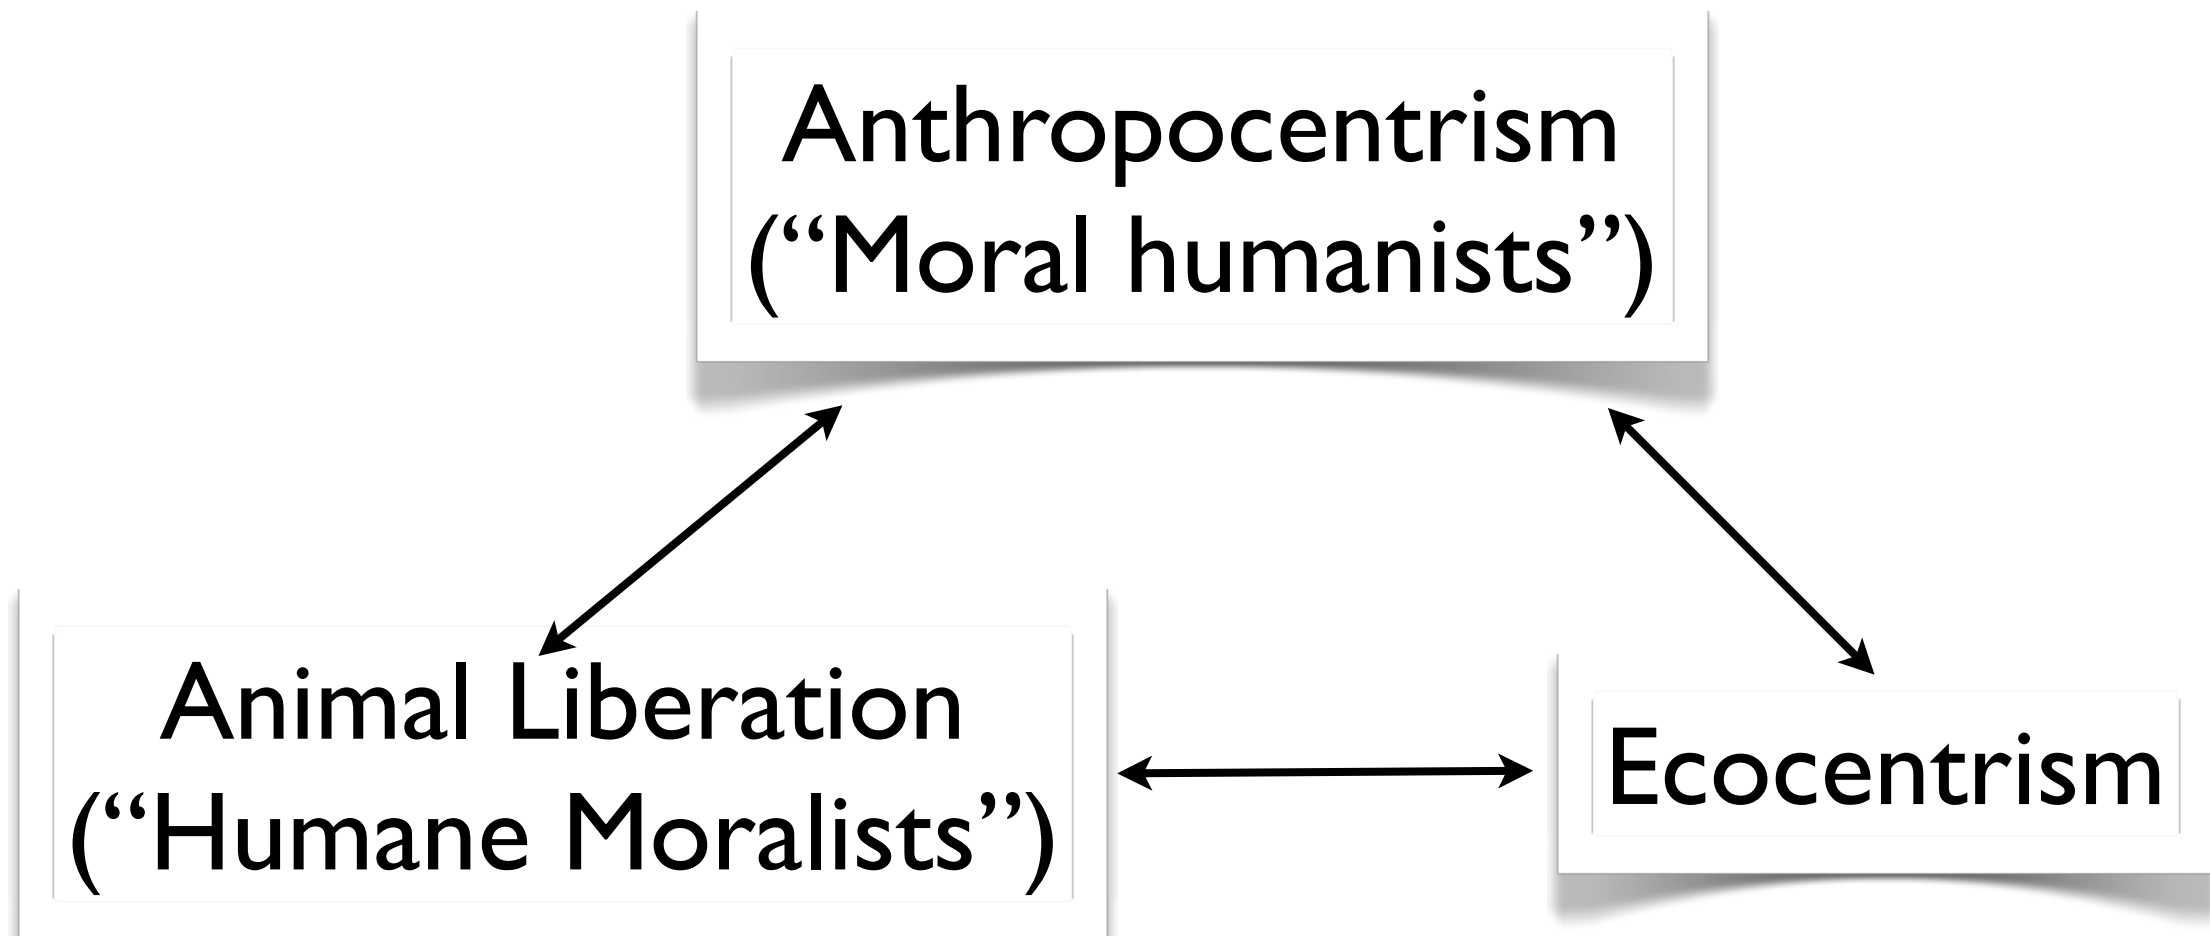 Anthropocentrism
(“Moral humanists”)
Animal Liberation
(“Humane Moralists”)
Ecocentrism